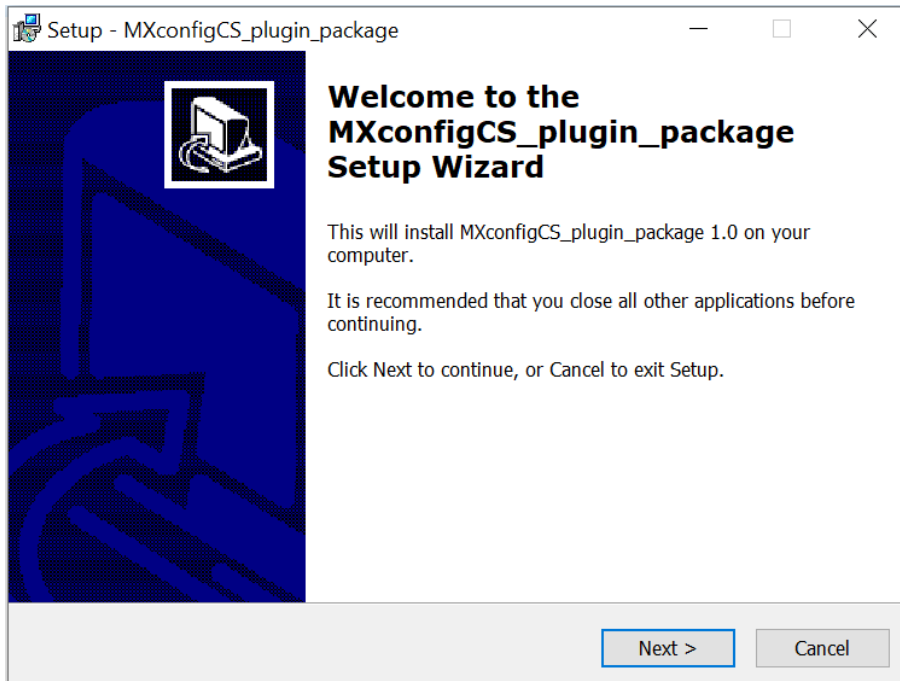 Setup - MXconfigCS_plugin_package
Welcome to the
MXconfigCS_plugin_package
Setup Wizard
This will install MXconfigCS_plugin_package 1.0 on your
computer.
It is recommended that you close all other applications before
continuing.
Click Next to continue, or Cancel to exit Setup.
Next >
Cancel